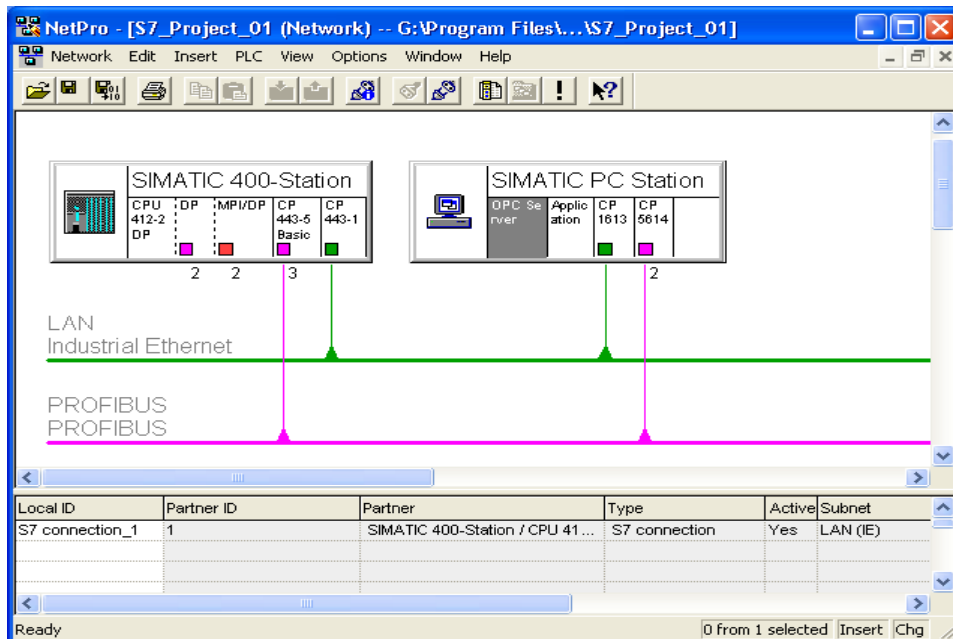 NetPro - [S7_Project_01 (Network) -- G:\Program Files\...\S7_Project_01]
Network Edit Insert PLC View Options Window Help
SIMATIC 400-Station
CPU 412-2 DP
DP
MPI/DP
CP 443-5 Basic
CP 443-1
2
2
3
SIMATIC PC Station
OPC Se rver
Applic ation
CP 1613
CP 5614
2
LAN
Industrial Ethernet
PROFIBUS
PROFIBUS
Local ID Partner ID Partner Type Active Subnet
S7 connection_1 1 SIMATIC 400-Station / CPU 41... S7 connection Yes LAN (IE)
Ready 0 from 1 selected Insert Chg